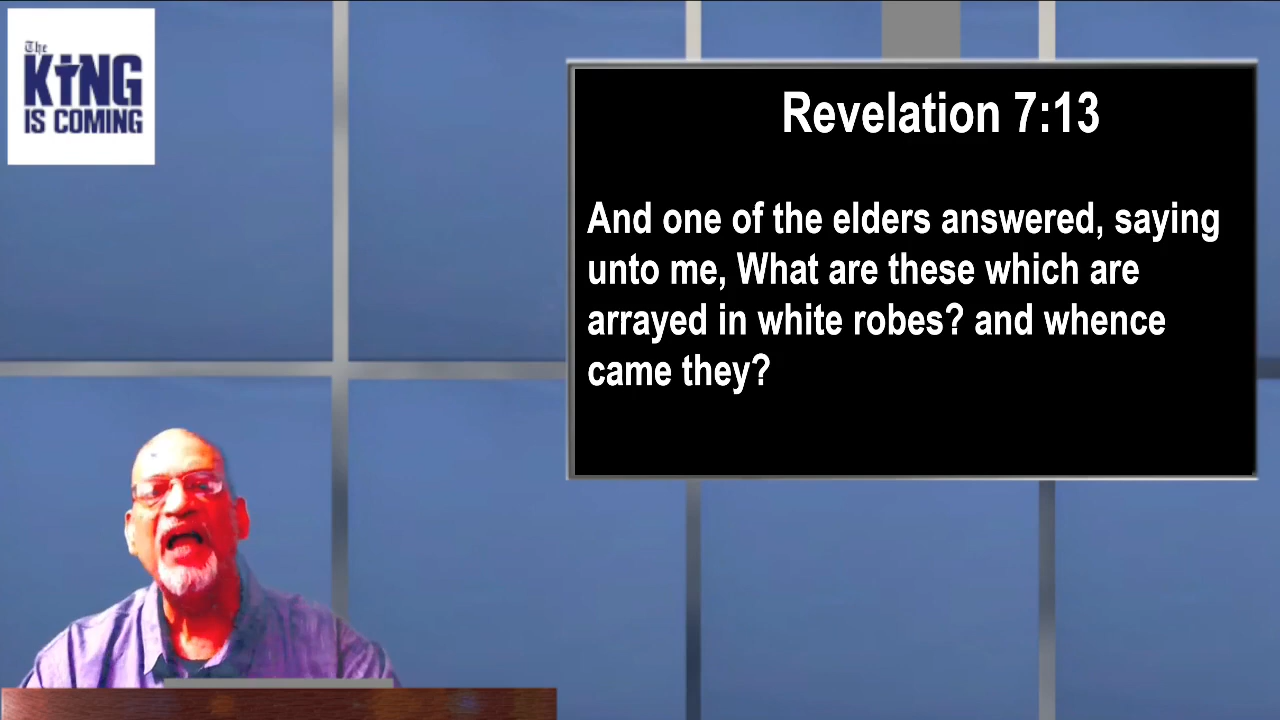 The
KING
IS COMING
Revelation 7:13
And one of the elders answered, saying
unto me, What are these which are
arrayed in white robes? and whence
came they?